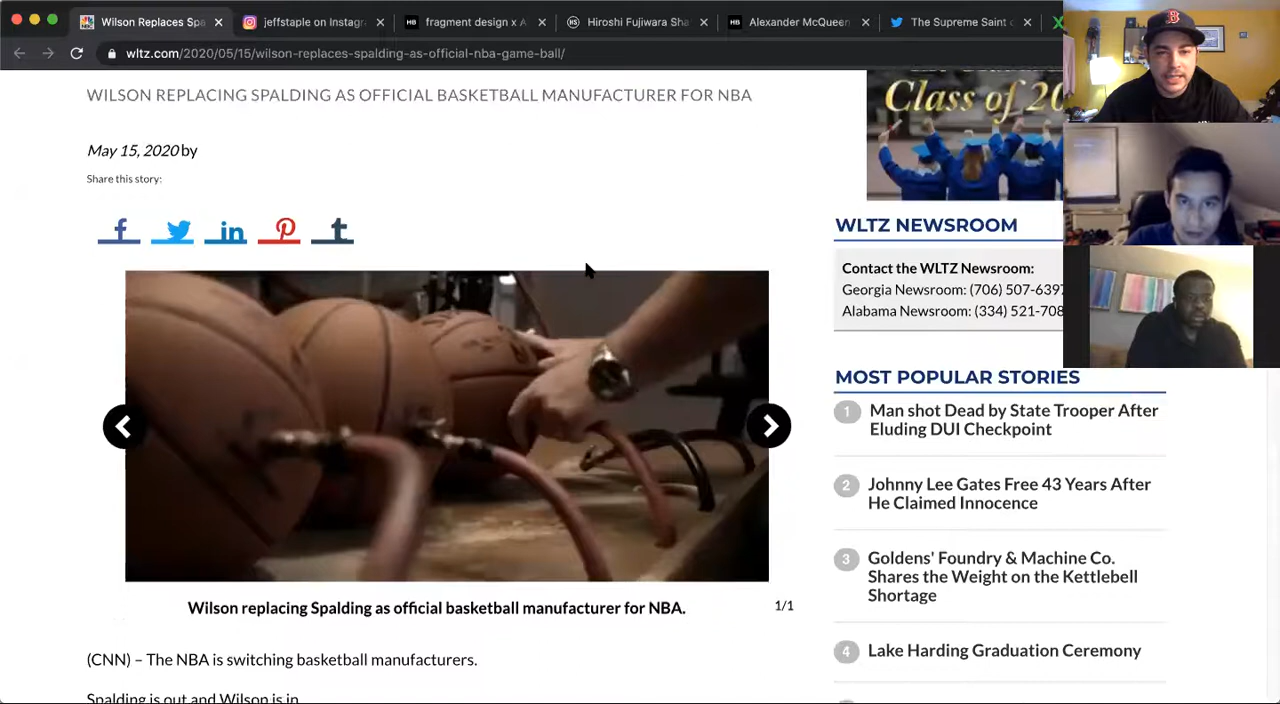 Wilson Replaces Spa
jeffstaple on Instagr
fragment design x A
Hiroshi Fujiwara Sha
Alexander McQueen
The Supreme Saint o
wltz.com/2020/05/15/wilson-replaces-spalding-as-official-nba-game-ball/
WILSON REPLACING SPALDING AS OFFICIAL BASKETBALL MANUFACTURER FOR NBA
May 15, 2020 by
Share this story:
Class of 20
WLTZ NEWSROOM
Contact the WLTZ Newsroom:
Georgia Newsroom: (706) 507-6397
Alabama Newsroom: (334) 521-708
MOST POPULAR STORIES
1 Man shot Dead by State Trooper After
Eluding DUI Checkpoint
2 Johnny Lee Gates Free 43 Years After
He Claimed Innocence
3 Goldens' Foundry & Machine Co.
Shares the Weight on the Kettlebell
Shortage
4 Lake Harding Graduation Ceremony
Wilson replacing Spalding as official basketball manufacturer for NBA.
1/1
(CNN) – The NBA is switching basketball manufacturers.
Spalding is out and Wilson is in